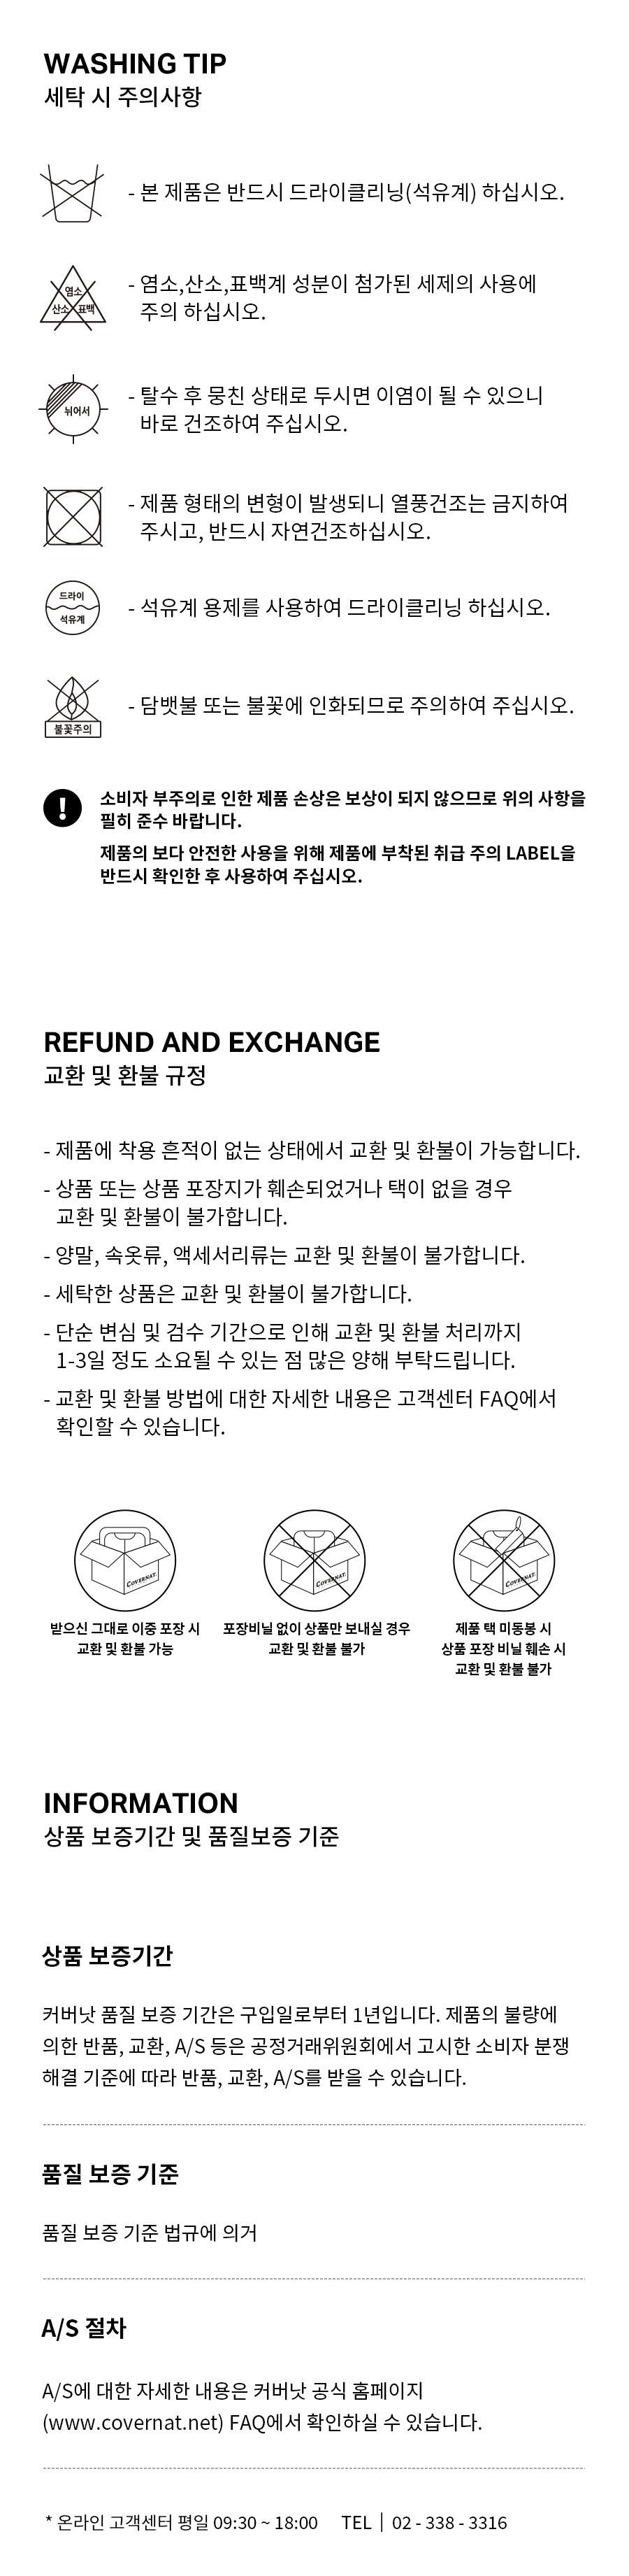 WASHING TIP
세탁 시 주의사항
- 본 제품은 반드시 드라이클리닝(석유계) 하십시오.
염소
산소 표백
- 염소,산소,표백계 성분이 첨가된 세제의 사용에
주의 하십시오.
뉘어서
- 탈수 후 뭉친 상태로 두시면 이염이 될 수 있으니
바로 건조하여 주십시오.
- 제품 형태의 변형이 발생되니 열풍건조는 금지하여
주시고, 반드시 자연건조하십시오.
드라이
석유계
- 석유계 용제를 사용하여 드라이클리닝 하십시오.
불꽃주의
- 담뱃불 또는 불꽃에 인화되므로 주의하여 주십시오.
소비자 부주의로 인한 제품 손상은 보상이 되지 않으므로 위의 사항을
필히 준수 바랍니다.
제품의 보다 안전한 사용을 위해 제품에 부착된 취급 주의 LABEL을
반드시 확인한 후 사용하여 주십시오.
REFUND AND EXCHANGE
교환 및 환불 규정
- 제품에 착용 흔적이 없는 상태에서 교환 및 환불이 가능합니다.
- 상품 또는 상품 포장지가 훼손되었거나 택이 없을 경우
교환 및 환불이 불가합니다.
- 양말, 속옷류, 액세서리류는 교환 및 환불이 불가합니다.
- 세탁한 상품은 교환 및 환불이 불가합니다.
- 단순 변심 및 검수 기간으로 인해 교환 및 환불 처리까지
1-3일 정도 소요될 수 있는 점 많은 양해 부탁드립니다.
- 교환 및 환불 방법에 대한 자세한 내용은 고객센터 FAQ에서
확인할 수 있습니다.
COVERNAT.
받으신 그대로 이중 포장 시
교환 및 환불 가능
COVERNAT.
포장비닐 없이 상품만 보내실 경우
교환 및 환불 불가
COVERNAT.
제품 택 미동봉 시
상품 포장 비닐 훼손 시
교환 및 환불 불가
INFORMATION
상품 보증기간 및 품질보증 기준
상품 보증기간
커버낫 품질 보증 기간은 구입일로부터 1년입니다. 제품의 불량에
의한 반품, 교환, A/S 등은 공정거래위원회에서 고시한 소비자 분쟁
해결 기준에 따라 반품, 교환, A/S를 받을 수 있습니다.
품질 보증 기준
품질 보증 기준 법규에 의거
A/S 절차
A/S에 대한 자세한 내용은 커버낫 공식 홈페이지
(www.covernat.net) FAQ에서 확인하실 수 있습니다.
* 온라인 고객센터 평일 09:30 ~ 18:00 TEL | 02 - 338 - 3316